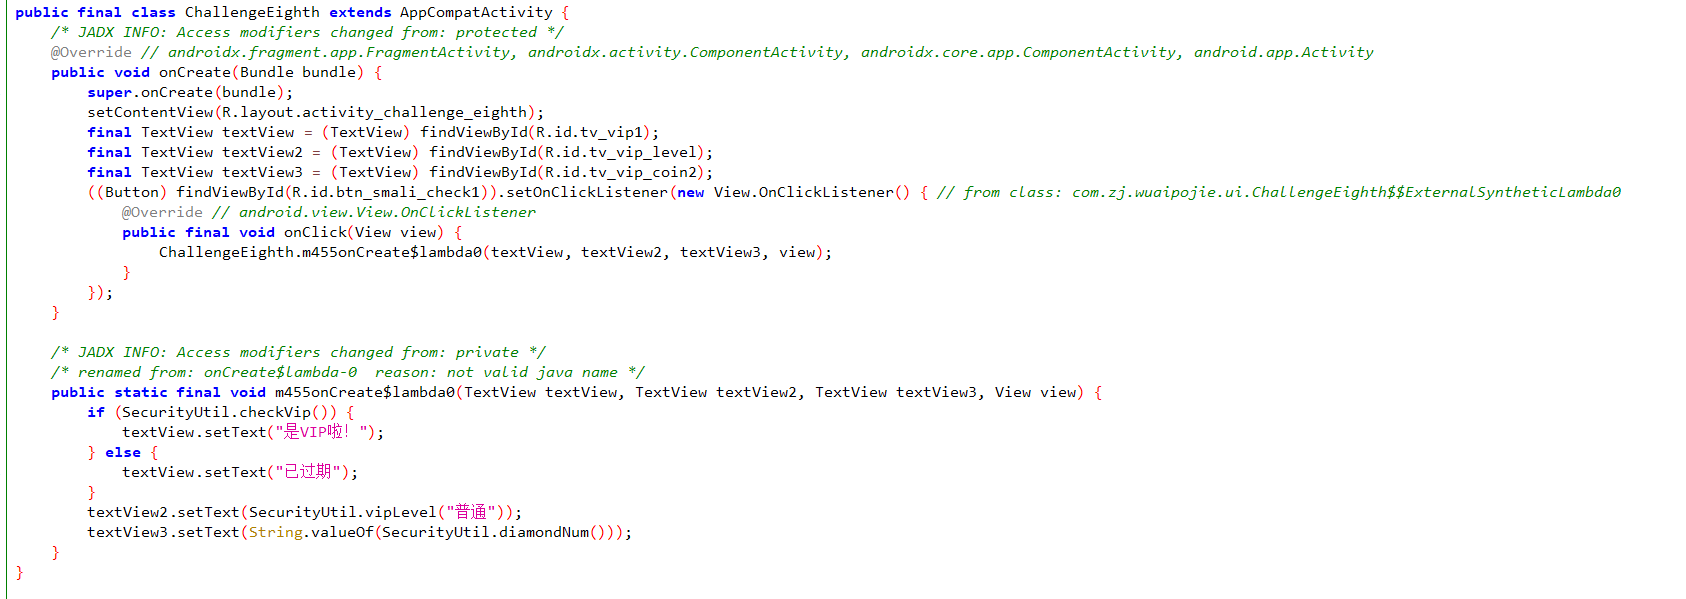 public final class ChallengeEighth extends AppCompatActivity {
/* JADX INFO: Access modifiers changed from: protected */
@Override // androidx.fragment.app.FragmentActivity, androidx.activity.ComponentActivity, androidx.core.app.ComponentActivity, android.app.Activity
public void onCreate(Bundle bundle) {
super.onCreate(bundle);
setContentView(R.layout.activity_challenge_eighth);
final TextView textView = (TextView) findViewById(R.id.tv_vip1);
final TextView textView2 = (TextView) findViewById(R.id.tv_vip_level);
final TextView textView3 = (TextView) findViewById(R.id.tv_vip_coin2);
((Button) findViewById(R.id.btn_smali_check1)).setOnClickListener(new View.OnClickListener() { // from class: com.zj.wuaipojie.ui.ChallengeEighth$$ExternalSyntheticLambda0
@Override // android.view.View.OnClickListener
public final void onClick(View view) {
ChallengeEighth.m455onCreate$lambda0(textView, textView2, textView3, view);
}
});
}
/* JADX INFO: Access modifiers changed from: private */
/* renamed from: onCreate$lambda-0  reason: not valid java name */
public static final void m455onCreate$lambda0(TextView textView, TextView textView2, TextView textView3, View view) {
if (SecurityUtil.checkVip()) {
textView.setText("是VIP啦！");
} else {
textView.setText("已过期");
}
textView2.setText(SecurityUtil.vipLevel("普通"));
textView3.setText(String.valueOf(SecurityUtil.diamondNum()));
}
}